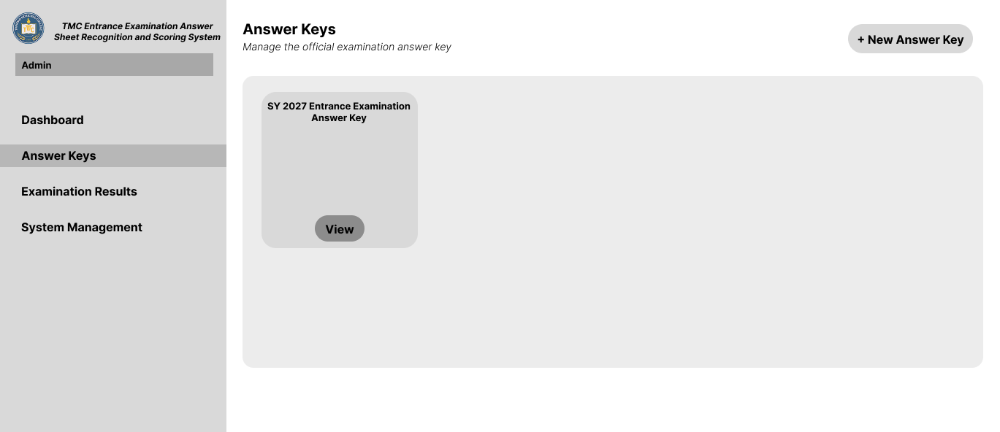 TMC Entrance Examination Answer
Sheet Recognition and Scoring System
Admin
Dashboard
Answer Keys
Examination Results
System Management
Answer Keys
Manage the official examination answer key
+ New Answer Key
SY 2027 Entrance Examination
Answer Key
View